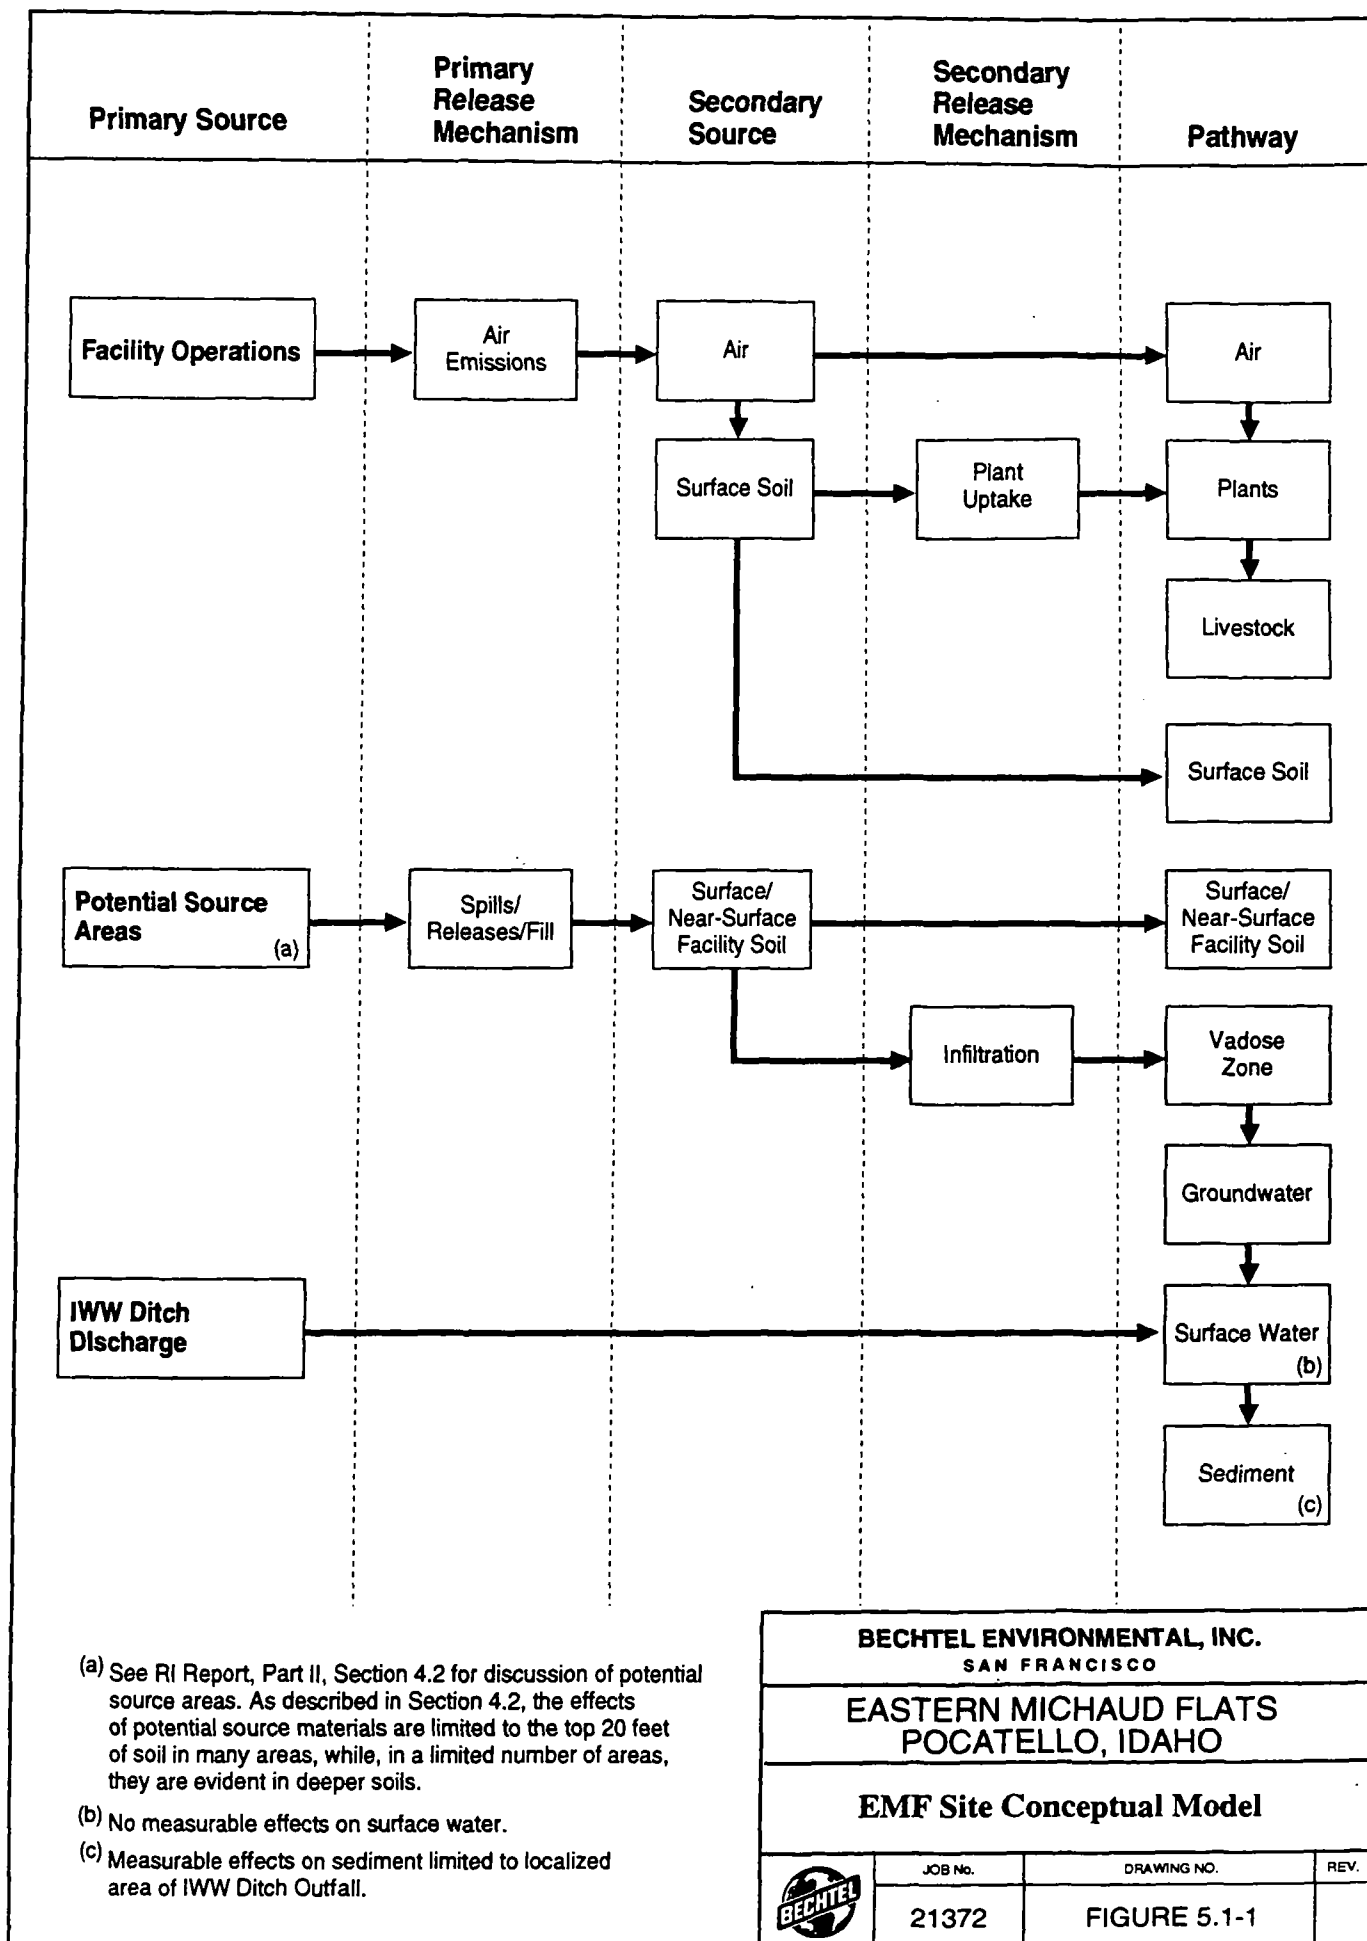 Primary Source
Primary
Release
Mechanism
Secondary
Source
Secondary
Release
Mechanism
Pathway
Facility Operations
Air
Emissions
Air
Air
Surface Soil
Plant
Uptake
Plants
Livestock
Surface Soil
Potential Source
Areas
(a)
Spills/
Releases/Fill
Surface/
Near-Surface
Facility Soil
Surface/
Near-Surface
Facility Soil
Infiltration
Vadose
Zone
Groundwater
IWW Ditch
Discharge
Surface Water
(b)
Sediment
(c)
(a) See RI Report, Part II, Section 4.2 for discussion of potential
source areas. As described in Section 4.2, the effects
of potential source materials are limited to the top 20 feet
of soil in many areas, while, in a limited number of areas,
they are evident in deeper soils.
(b) No measurable effects on surface water.
(c) Measurable effects on sediment limited to localized
area of IWW Ditch Outfall.
BECHTEL ENVIRONMENTAL, INC.
SAN FRANCISCO
EASTERN MICHAUD FLATS
POCATELLO, IDAHO
EMF Site Conceptual Model
BECHTEL
JOB No.
DRAWING NO.
REV.
21372
FIGURE 5.1-1